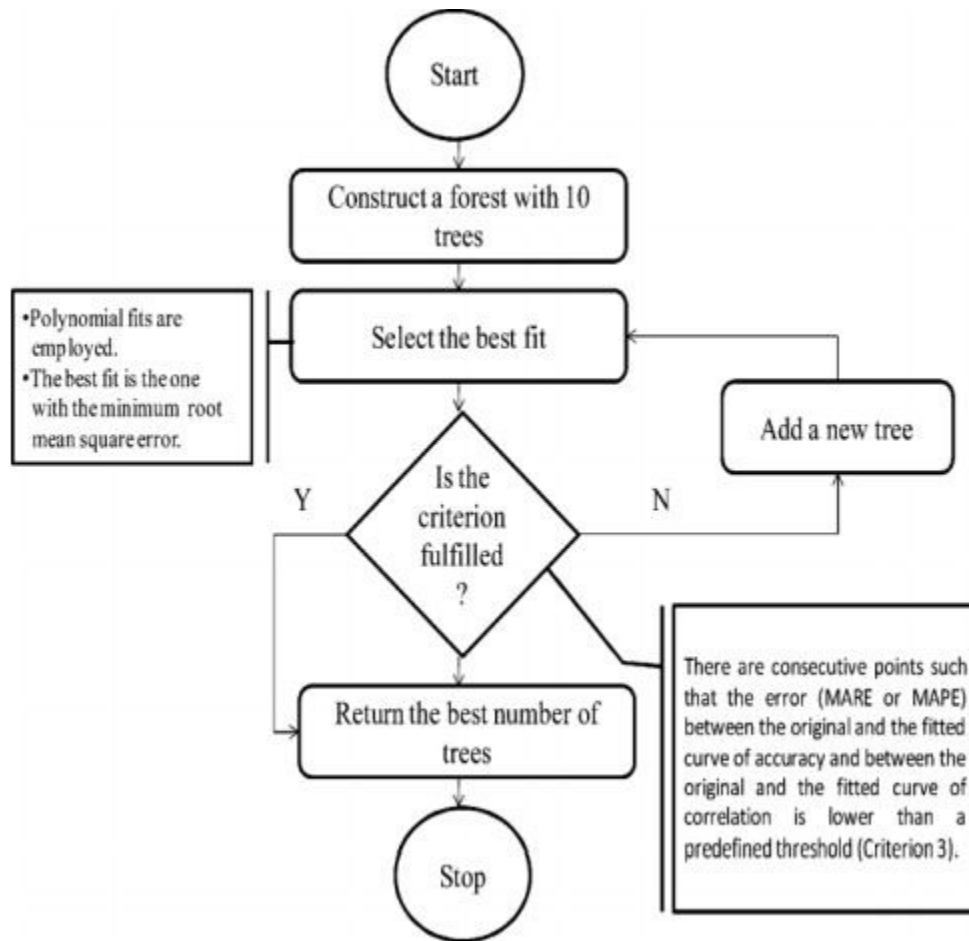 Start
Construct a forest with 10
trees
•Polynomial fits are
employed.
•The best fit is the one
with the minimum root
mean square error.
Select the best fit
Add a new tree
Is the
criterion
fulfilled
?
Y
N
There are consecutive points such
that the error (MARE or MAPE)
between the original and the fitted
curve of accuracy and between the
original and the fitted curve of
correlation is lower than a
predefined threshold (Criterion 3).
Return the best number of
trees
Stop